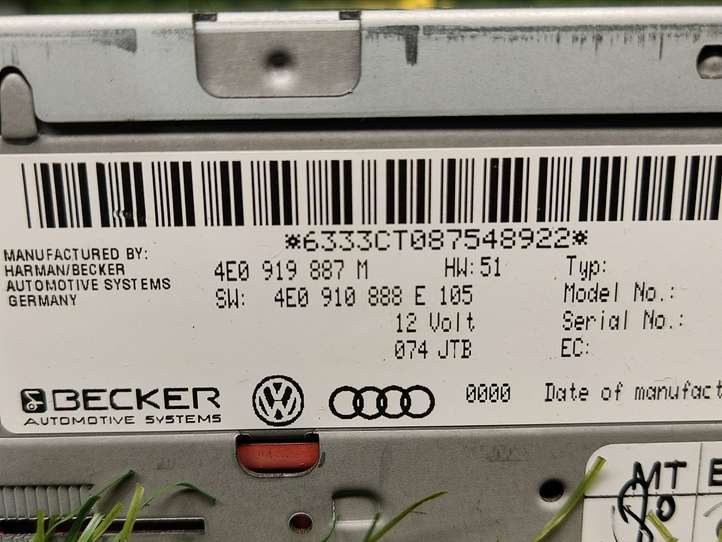 *6333CT087548922*
MANUFACTURED BY:
HARMAN/BECKER
AUTOMOTIVE SYSTEMS
GERMANY
4E0 919 887 M HW:51
SW: 4E0 910 888 E 105
12 Volt
074 JTB
Typ:
Model No.:
Serial No.:
EC:
BECKER
AUTOMOTIVE SYSTEMS
0000 Date of manufact
MT E